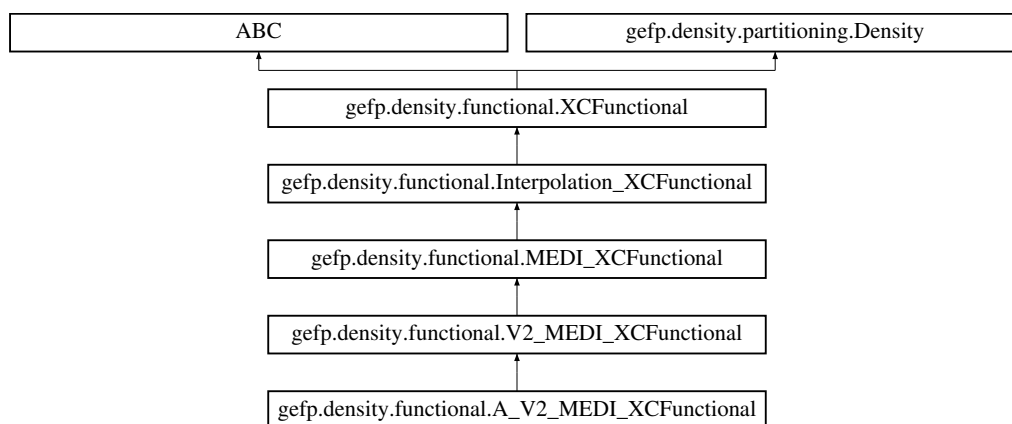 ABC
gefp.density.partitioning.Density
gefp.density.functional.XCFunctional
gefp.density.functional.Interpolation_XCFunctional
gefp.density.functional.MEDI_XCFunctional
gefp.density.functional.V2_MEDI_XCFunctional
gefp.density.functional.A_V2_MEDI_XCFunctional